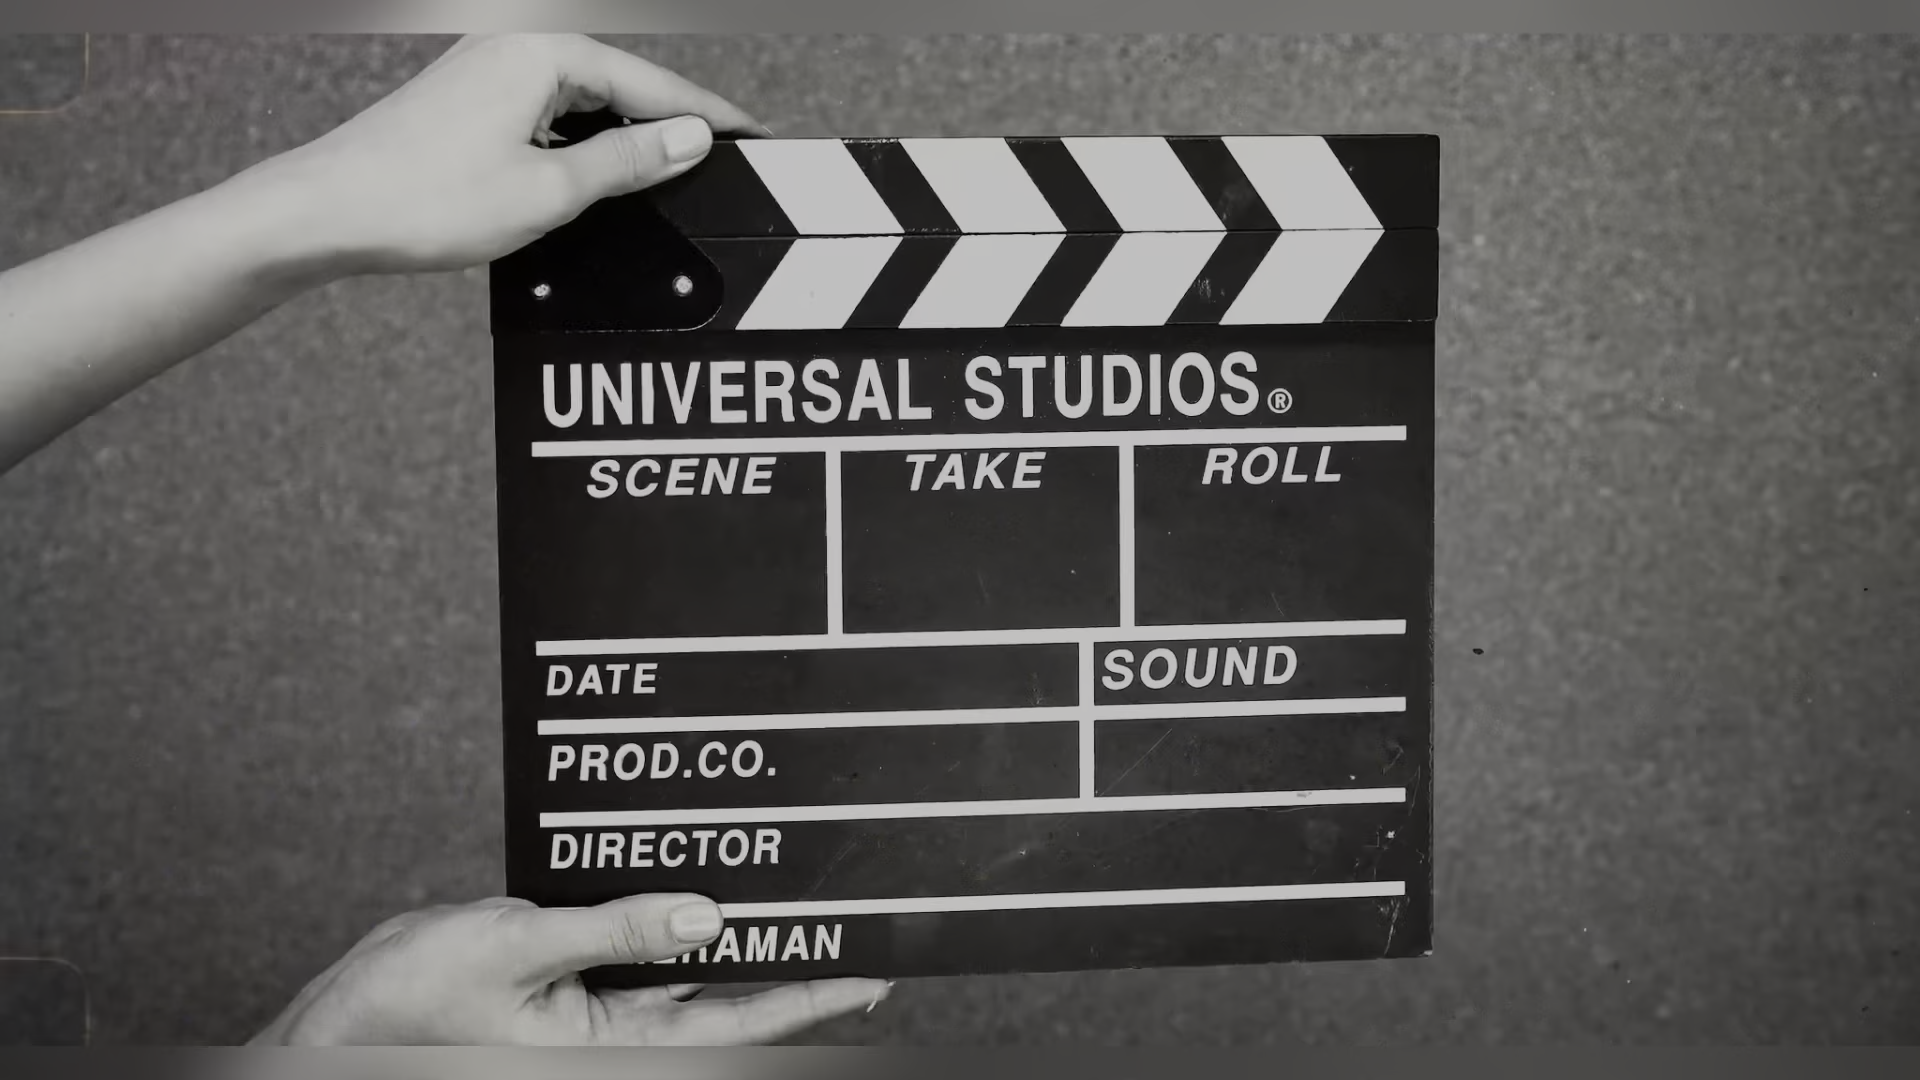 UNIVERSAL STUDIOS®
SCENE TAKE ROLL
DATE SOUND
PROD.CO.
DIRECTOR